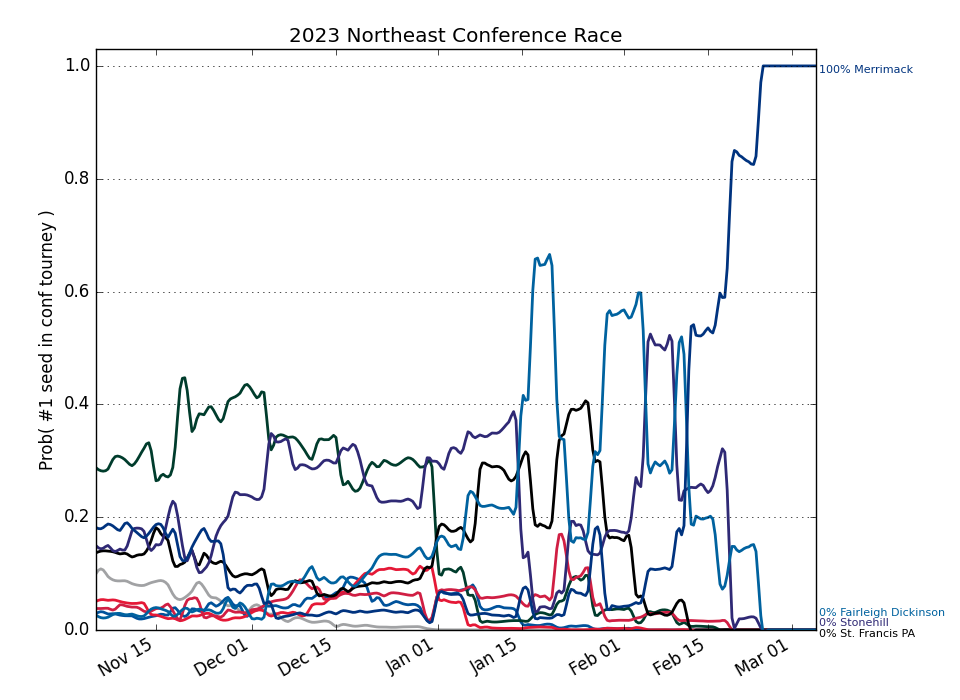 2023 Northeast Conference Race
Prob( #1 seed in conf tourney )
1.0
0.8
0.6
0.4
0.2
0.0
Nov 15
Dec 01
Dec 15
Jan 01
Jan 15
Feb 01
Feb 15
Mar 01
100% Merrimack
0% Fairleigh Dickinson
0% Stonehill
0% St. Francis PA